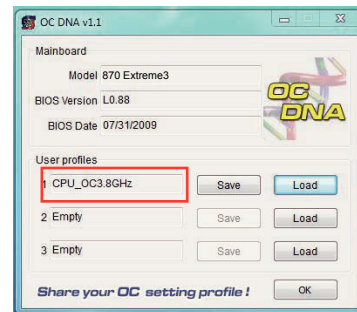 OC DNA v1.1
Mainboard
Model 870 Extreme3
BIOS Version L0.88
BIOS Date 07/31/2009
OC
DNA
User profiles
1 CPU_OC3.8GHz Save Load
2 Empty Save Load
3 Empty Save Load
Share your OC setting profile ! OK